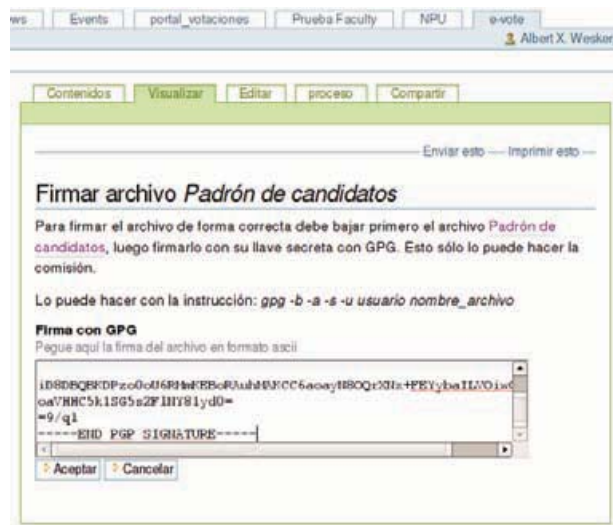 ws Events portal_votaciones Prueba Faculty NPU e-vote
Albert X. Wesker
Contenidos Visualizar Editar proceso Compartir
Enviar esto — Imprimir esto —
Firmar archivo Padrón de candidatos
Para firmar el archivo de forma correcta debe bajar primero el archivo Padrón de
candidatos, luego firmarlo con su llave secreta con GPG. Esto sólo lo puede hacer la
comisión.
Lo puede hacer con la instrucción: gpg -b -a -s -u usuario nombre_archivo
Firma con GPG
Pegue aquí la firma del archivo en formato ascii
=9/ql
-----END PGP SIGNATURE-----
Aceptar Cancelar